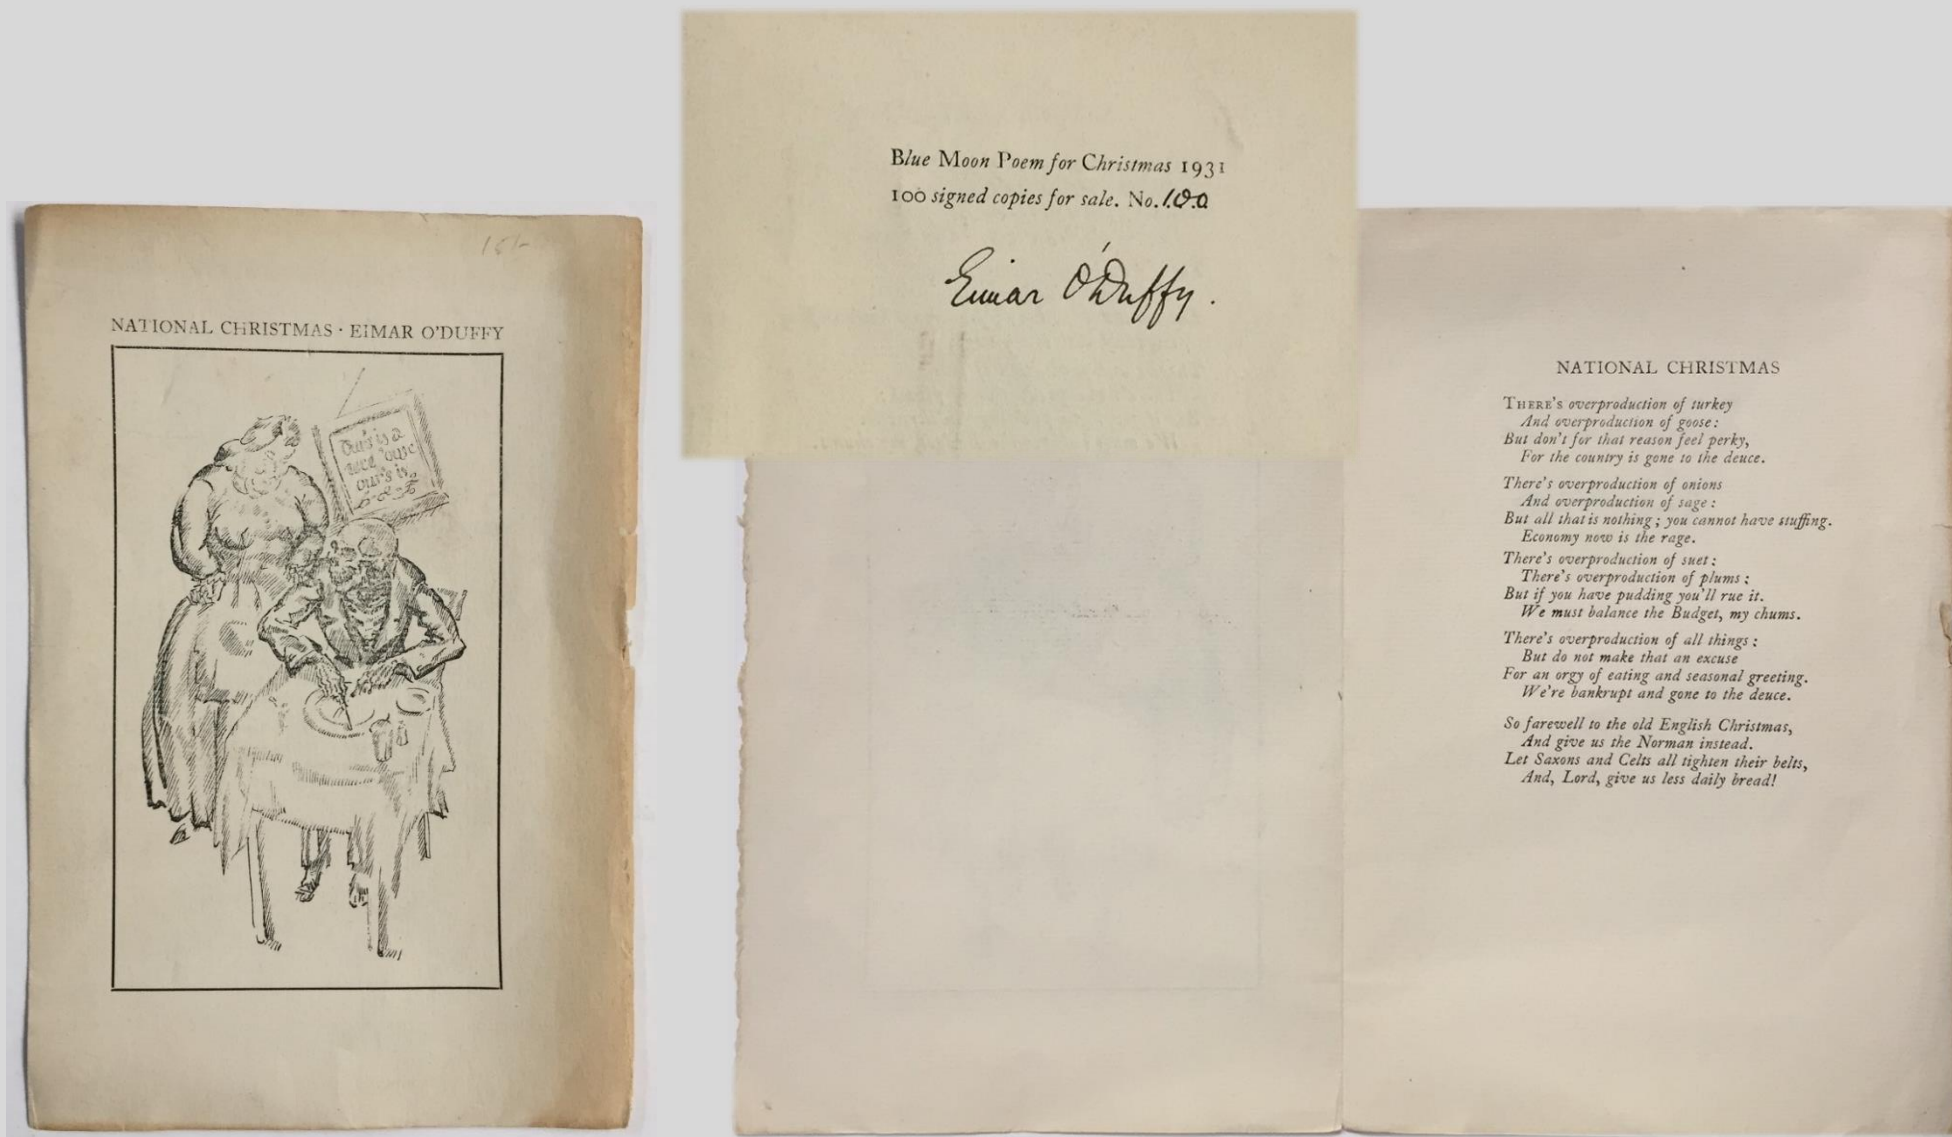 15/-
NATIONAL CHRISTMAS · EIMAR O'DUFFY
Blue Moon Poem for Christmas 1931
100 signed copies for sale. No. 100
Eimar O'Duffy.
NATIONAL CHRISTMAS
THERE'S overproduction of turkey
And overproduction of goose:
But don't for that reason feel perky,
For the country is gone to the deuce.
There's overproduction of onions
And overproduction of sage:
But all that is nothing; you cannot have stuffing.
Economy now is the rage.
There's overproduction of suet:
There's overproduction of plums:
But if you have pudding you'll rue it.
We must balance the Budget, my chums.
There's overproduction of all things:
But do not make that an excuse
For an orgy of eating and seasonal greeting.
We're bankrupt and gone to the deuce.
So farewell to the old English Christmas,
And give us the Norman instead.
Let Saxons and Celts all tighten their belts,
And, Lord, give us less daily bread!